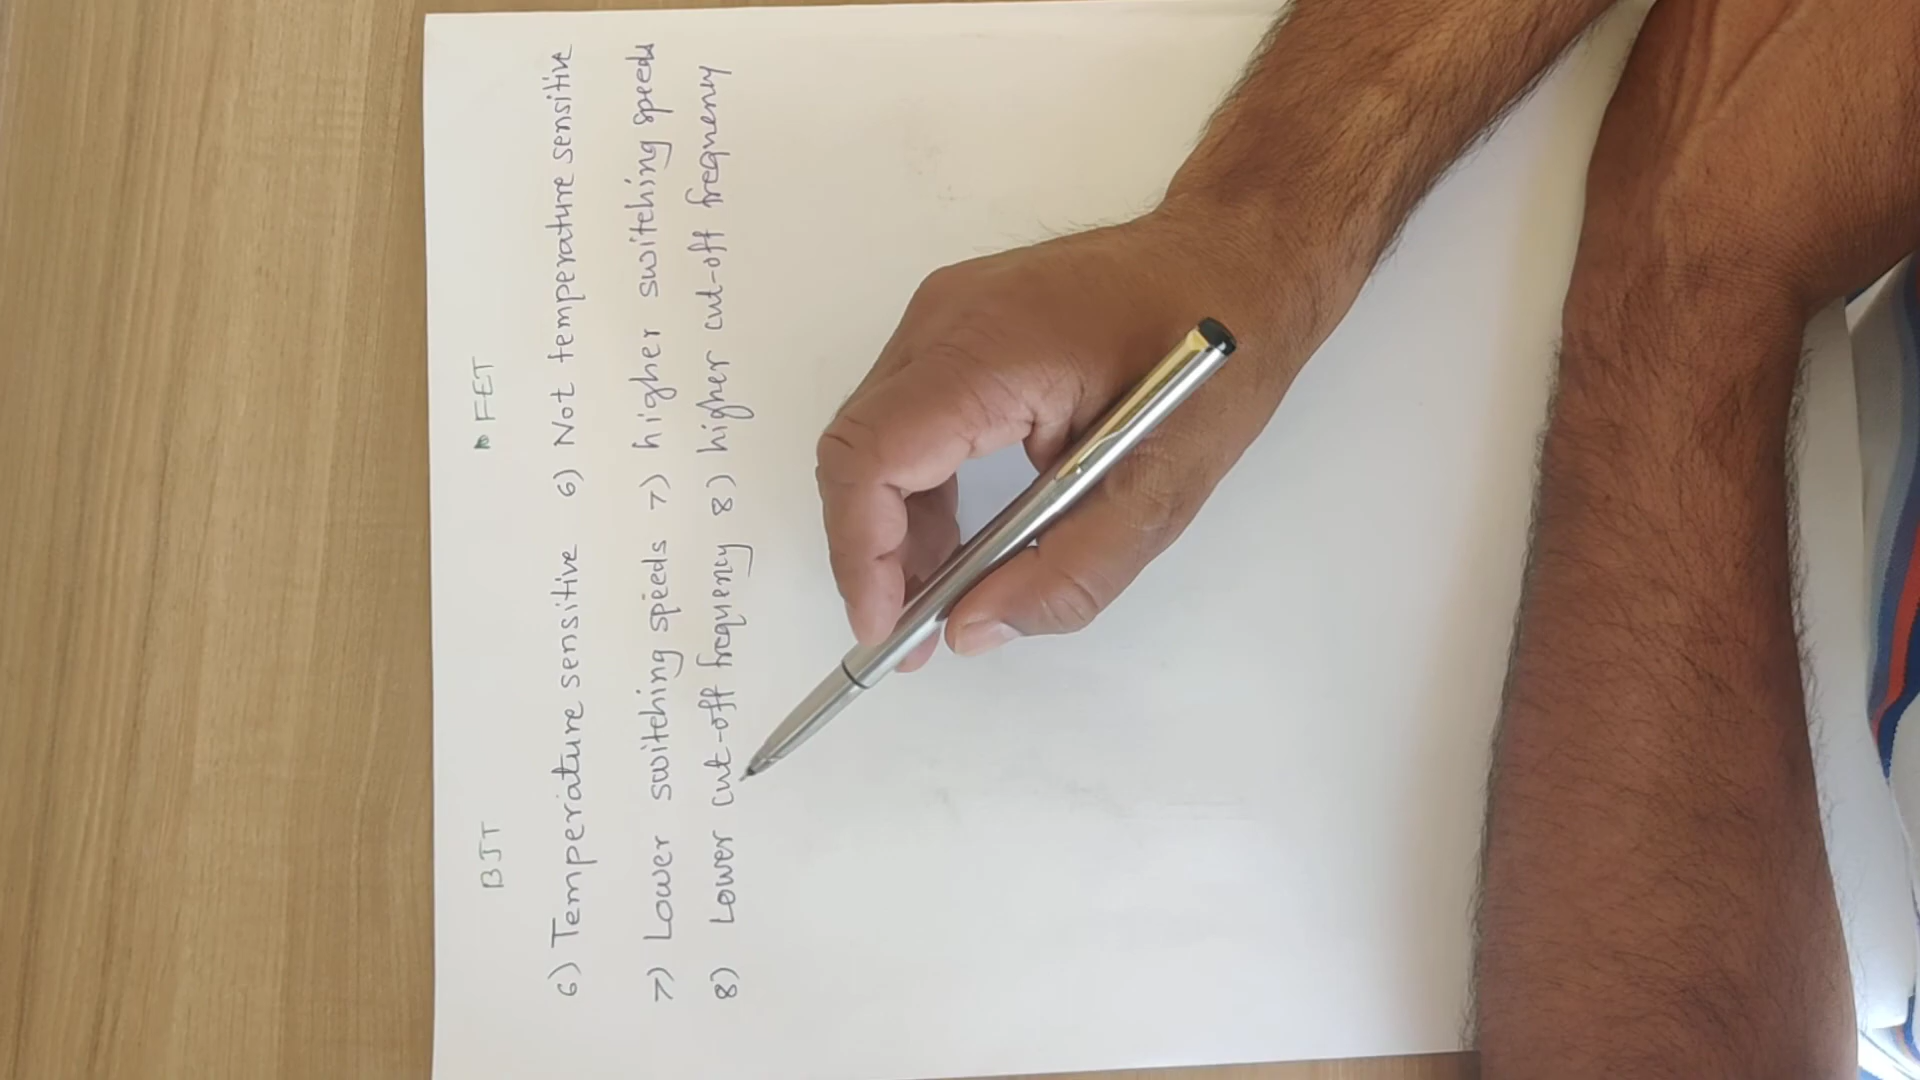 BJT FET
6) Temperature sensitive 6) Not temperature sensitive
7) Lower switching speeds 7) higher switching speeds
8) Lower cut-off frequency 8) higher cut-off frequency